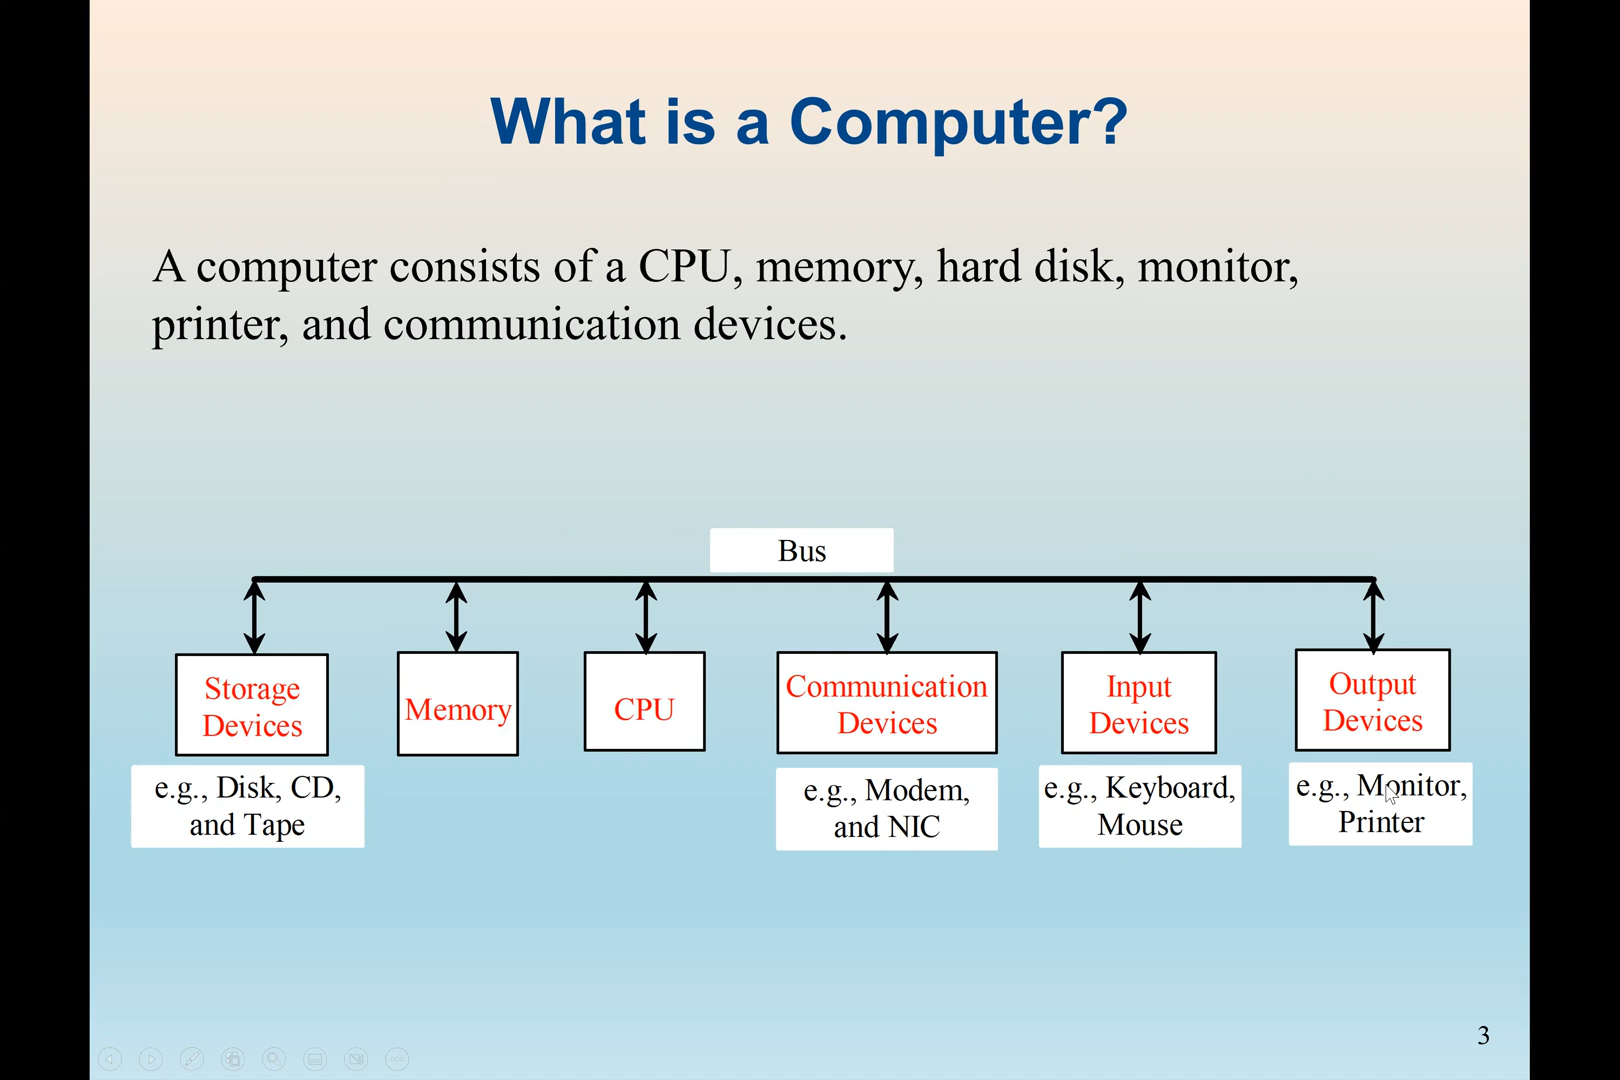 What is a Computer?
A computer consists of a CPU, memory, hard disk, monitor,
printer, and communication devices.
Bus
Storage
Devices
Memory
CPU
Communication
Devices
Input
Devices
Output
Devices
e.g., Disk, CD,
and Tape
e.g., Modem,
and NIC
e.g., Keyboard,
Mouse
e.g., Monitor,
Printer
3